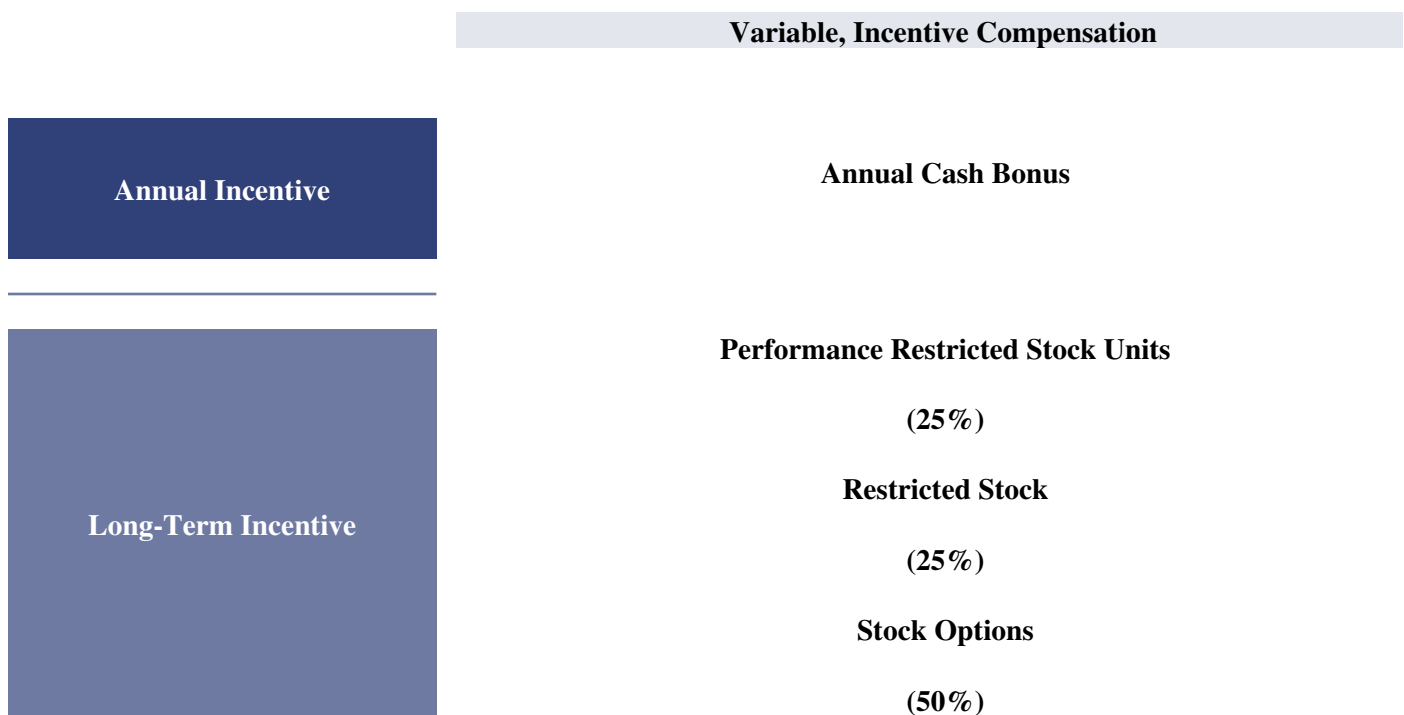 Variable, Incentive Compensation
Annual Incentive
Annual Cash Bonus
Long-Term Incentive
Performance Restricted Stock Units
(25%)
Restricted Stock
(25%)
Stock Options
(50%)